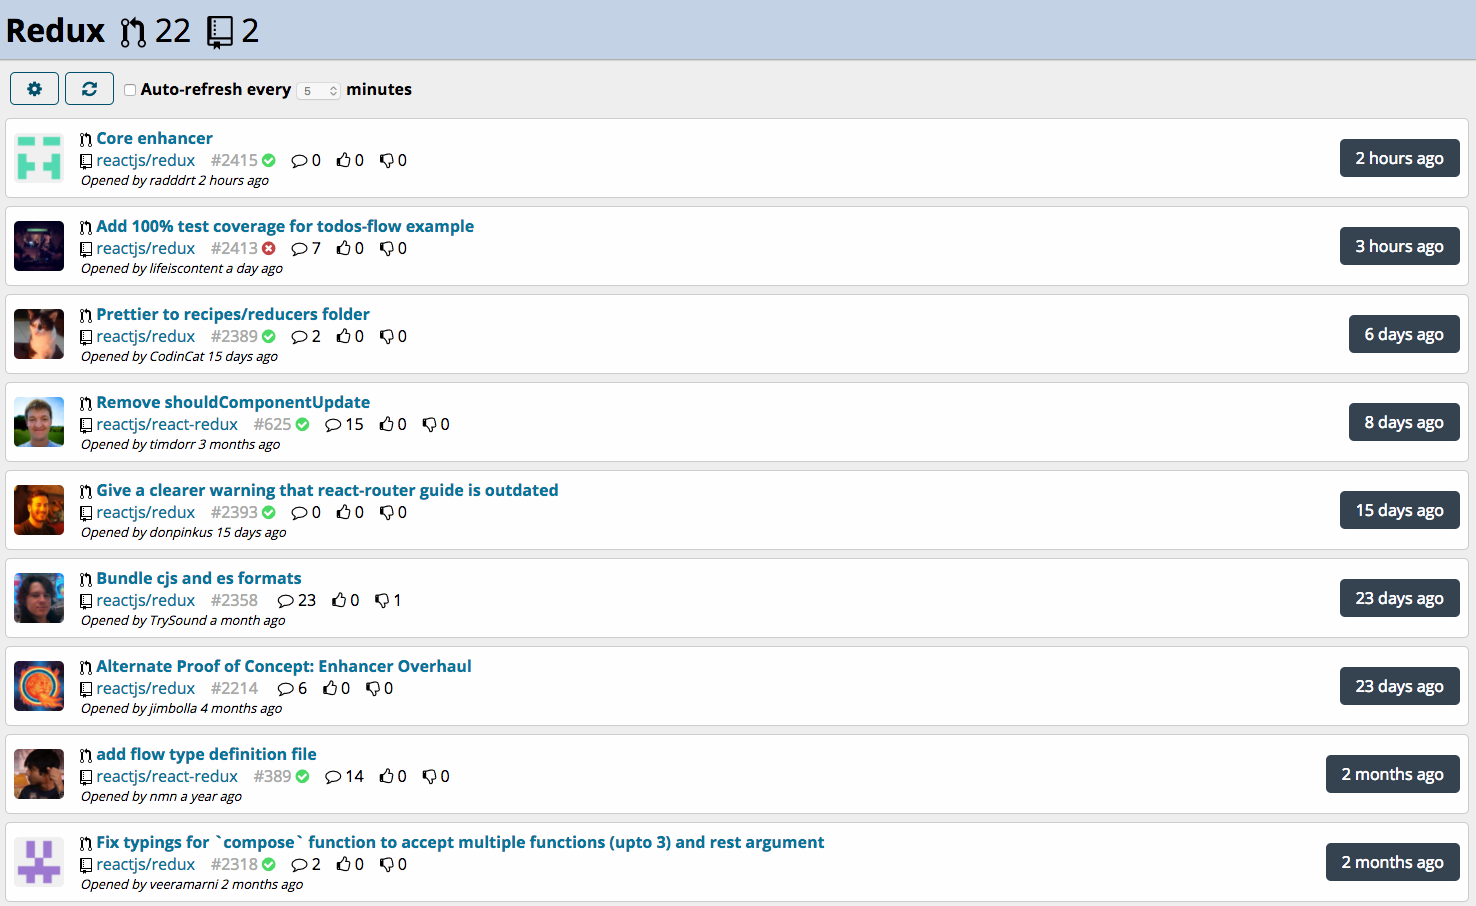 Redux 22 2
Auto-refresh every 5 minutes
Core enhancer
reactjs/redux #2415 0 0 0
Opened by radddrt 2 hours ago
2 hours ago
Add 100% test coverage for todos-flow example
reactjs/redux #2413 7 0 0
Opened by lifeiscontent a day ago
3 hours ago
Prettier to recipes/reducers folder
reactjs/redux #2389 2 0 0
Opened by CodinCat 15 days ago
6 days ago
Remove shouldComponentUpdate
reactjs/react-redux #625 15 0 0
Opened by timdorr 3 months ago
8 days ago
Give a clearer warning that react-router guide is outdated
reactjs/redux #2393 0 0 0
Opened by donpinkus 15 days ago
15 days ago
Bundle cjs and es formats
reactjs/redux #2358 23 0 1
Opened by TrySound a month ago
23 days ago
Alternate Proof of Concept: Enhancer Overhaul
reactjs/redux #2214 6 0 0
Opened by jimbolla 4 months ago
23 days ago
add flow type definition file
reactjs/react-redux #389 14 0 0
Opened by nmn a year ago
2 months ago
Fix typings for `compose` function to accept multiple functions (upto 3) and rest argument
reactjs/redux #2318 2 0 0
Opened by veeramarni 2 months ago
2 months ago